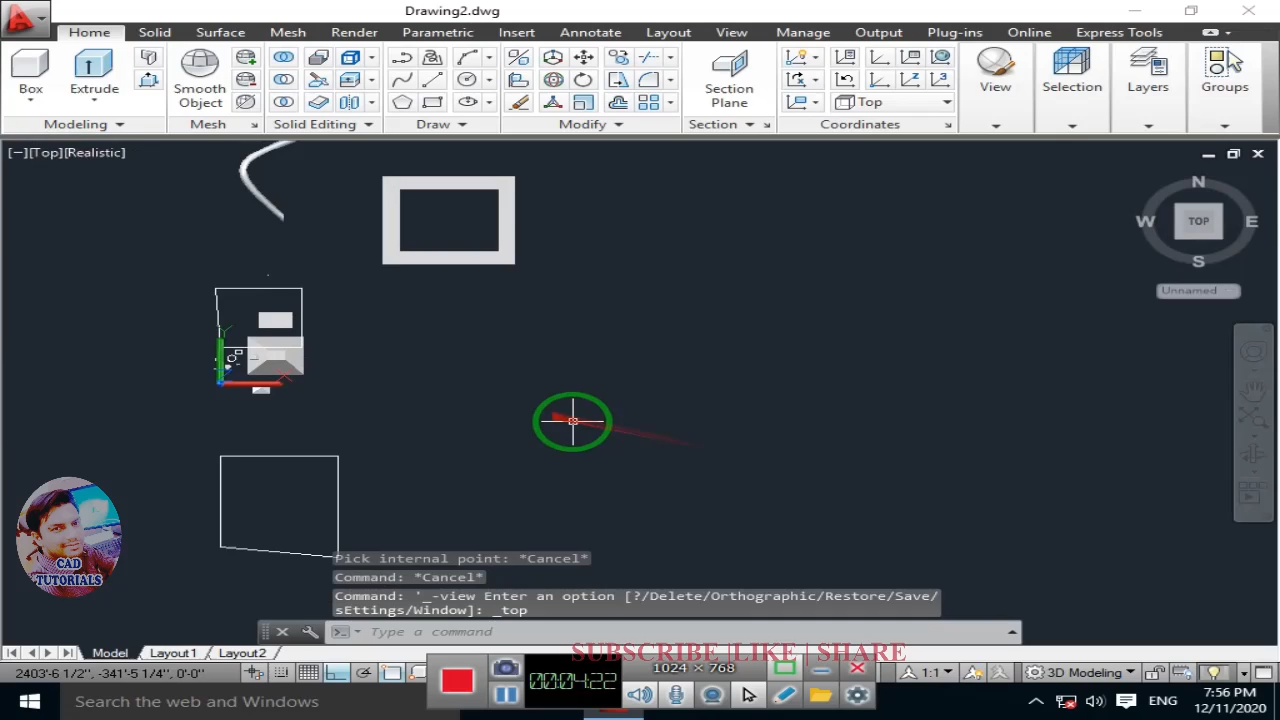 Drawing2.dwg
Home Solid Surface Mesh Render Parametric Insert Annotate Layout View Manage Output Plug-ins Online Express Tools
Box
Extrude
Smooth
Object
Section
Plane
Top
View
Selection
Layers
Groups
Modeling
Mesh
Solid Editing
Draw
Modify
Section
Coordinates
[−][Top][Realistic]
N
W
TOP
E
S
Unnamed
Y
X
CAD
TUTORIALS
Pick internal point: *Cancel*
Command: *Cancel*
Command: '_-view Enter an option [?/Delete/Orthographic/Restore/Save/
sEttings/Window]: _top
Type a command
SUBSCRIBE |LIKE | SHARE
Model Layout1 Layout2
2403'-6 1/2", -341'-5 1/4", 0'-0"
1024 × 768
00:04:22
1:1
3D Modeling
Search the web and Windows
ENG
7:56 PM
12/11/2020